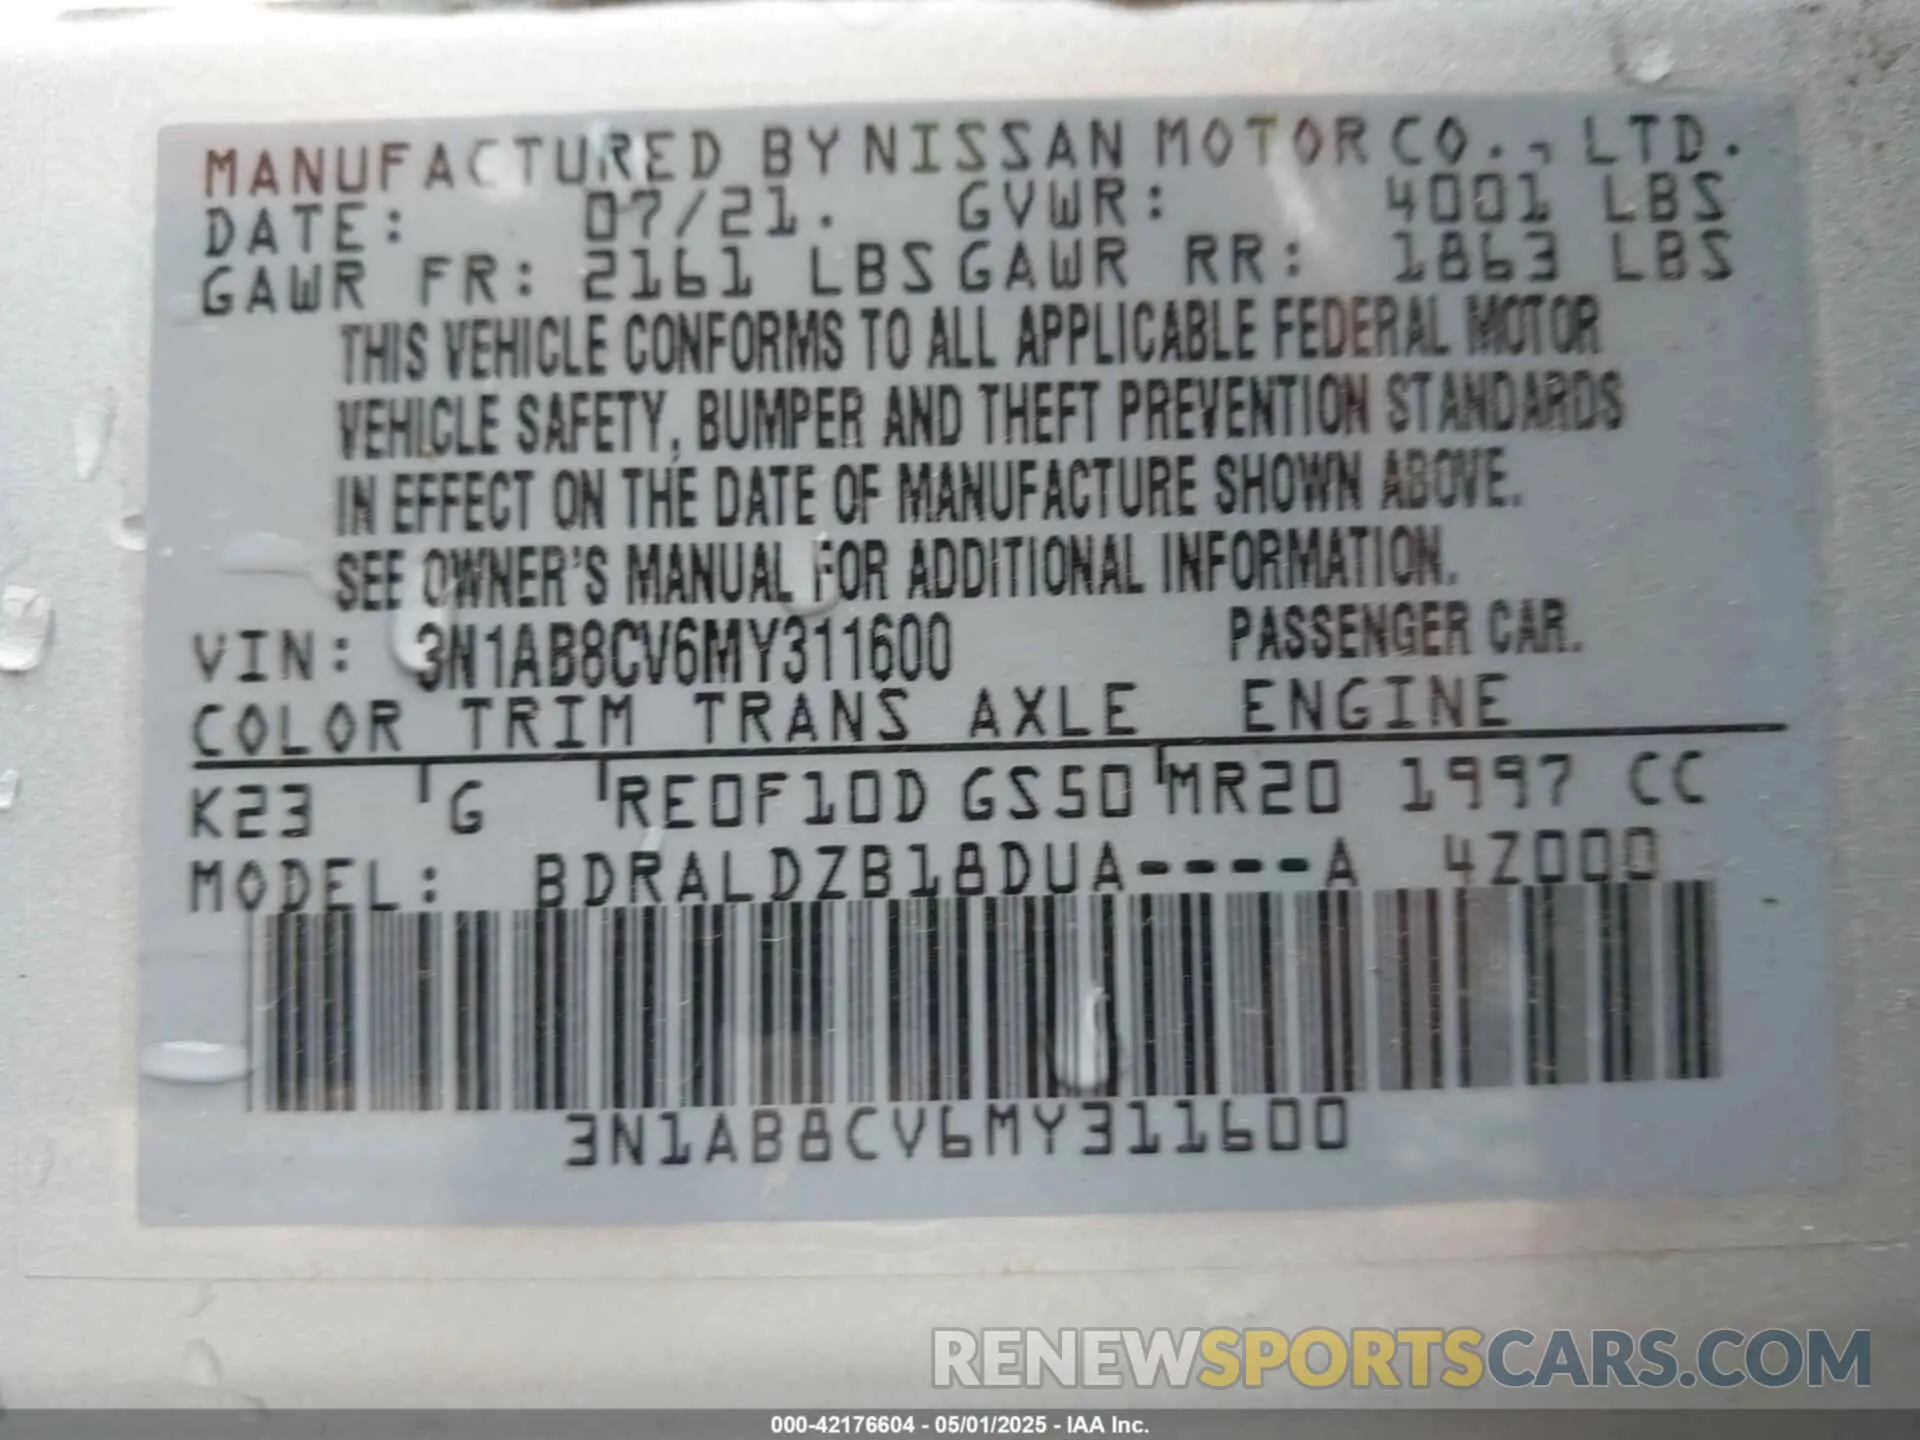 MANUFACTURED BY NISSAN MOTOR CO., LTD.
DATE: 07/21. GVWR: 4001 LBS
GAWR FR: 2161 LBS GAWR RR: 1863 LBS
THIS VEHICLE CONFORMS TO ALL APPLICABLE FEDERAL MOTOR
VEHICLE SAFETY, BUMPER AND THEFT PREVENTION STANDARDS
IN EFFECT ON THE DATE OF MANUFACTURE SHOWN ABOVE.
SEE OWNER'S MANUAL FOR ADDITIONAL INFORMATION.
VIN: 3N1AB8CV6MY311600 PASSENGER CAR.
COLOR TRIM TRANS AXLE ENGINE
K23 G RE0F10D GS50 MR20 1997 CC
MODEL: BDRALDZB18DUA----A 4Z000
3N1AB8CV6MY311600
RENEWSPORTSCARS.COM
000-42176604 - 05/01/2025 - IAA Inc.